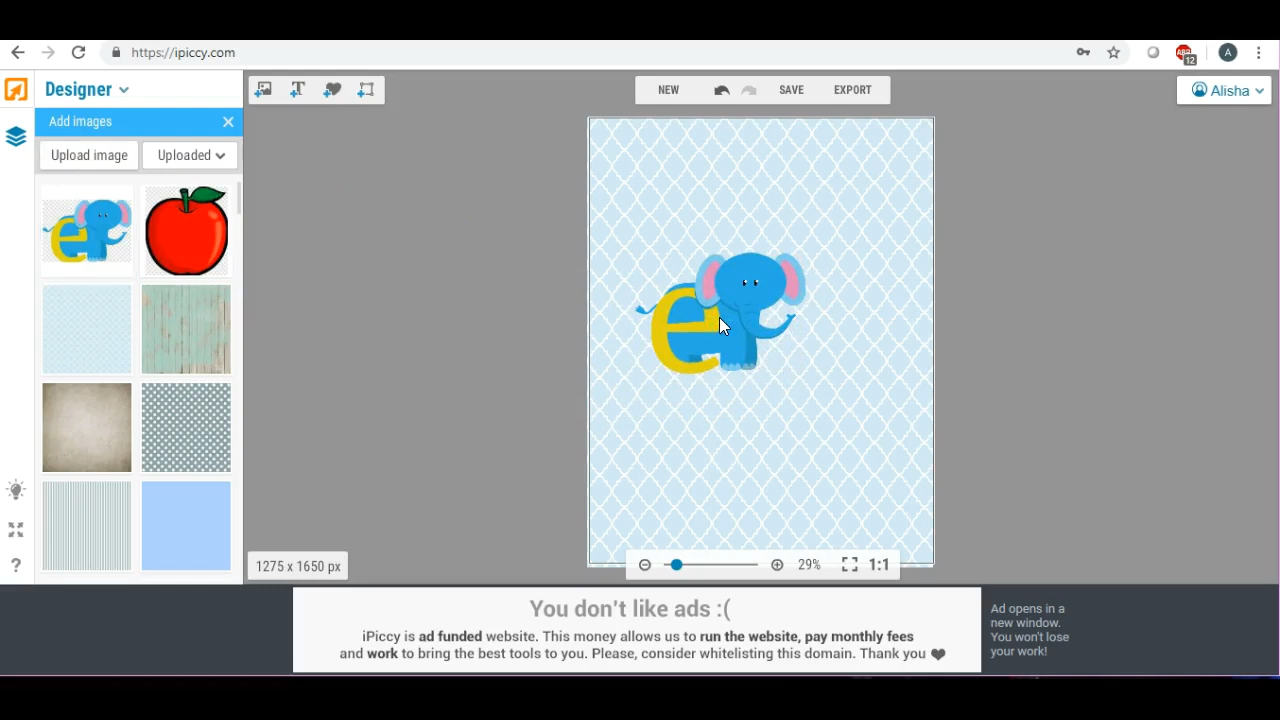 https://ipiccy.com
ABP
12
A
Designer
NEW
SAVE
EXPORT
Alisha
Add images
Upload image
Uploaded
e
e
1275 x 1650 px
29%
1:1
?
You don't like ads :(
iPiccy is ad funded website. This money allows us to run the website, pay monthly fees
and work to bring the best tools to you. Please, consider whitelisting this domain. Thank you ❤
Ad opens in a
new window.
You won't lose
your work!